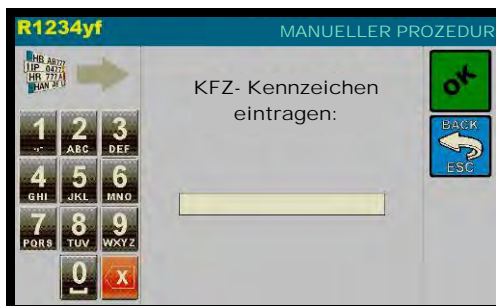 R1234yf
MANUELLER PROZEDUR
KFZ- Kennzeichen
eintragen:
OK
BACK
ESC
1
2 ABC
3 DEF
4 GHI
5 JKL
6 MNO
7 PQRS
8 TUV
9 WXYZ
0
X